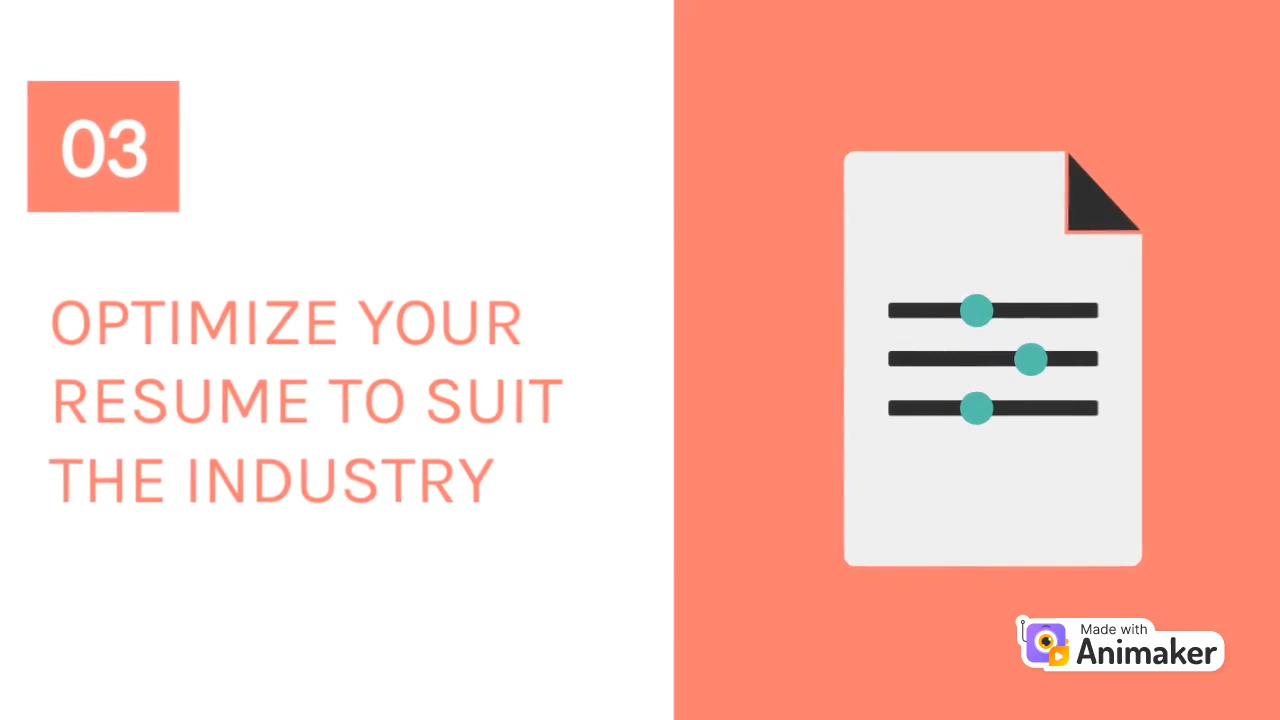 03
OPTIMIZE YOUR
RESUME TO SUIT
THE INDUSTRY
Made with
Animaker